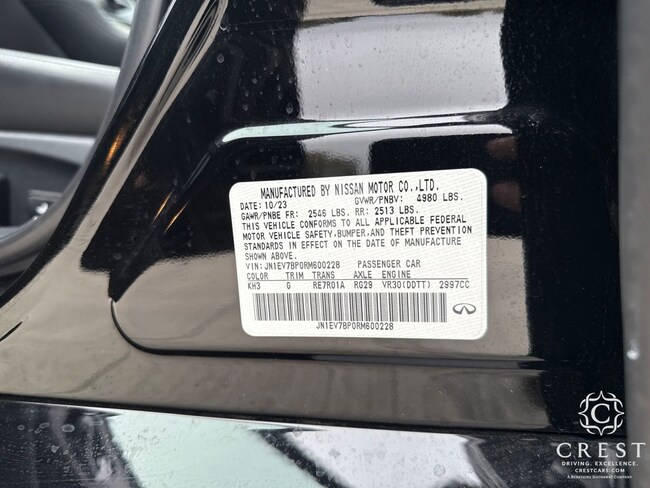 MANUFACTURED BY NISSAN MOTOR CO.,LTD.
DATE: 10/23 GVWR/PNBV: 4980 LBS.
GAWR/PNBE FR: 2546 LBS. RR: 2513 LBS.
THIS VEHICLE CONFORMS TO ALL APPLICABLE FEDERAL
MOTOR VEHICLE SAFETY,BUMPER,AND THEFT PREVENTION
STANDARDS IN EFFECT ON THE DATE OF MANUFACTURE
SHOWN ABOVE.
VIN: JN1EV7BP0RM600228 PASSENGER CAR
COLOR TRIM TRANS AXLE ENGINE
KH3 G RE7R01A RG29 VR30(DDTT) 2997CC
JN1EV7BP0RM600228
C
CREST
DRIVING. EXCELLENCE.
CRESTCARS.COM
A BERKSHIRE HATHAWAY COMPANY